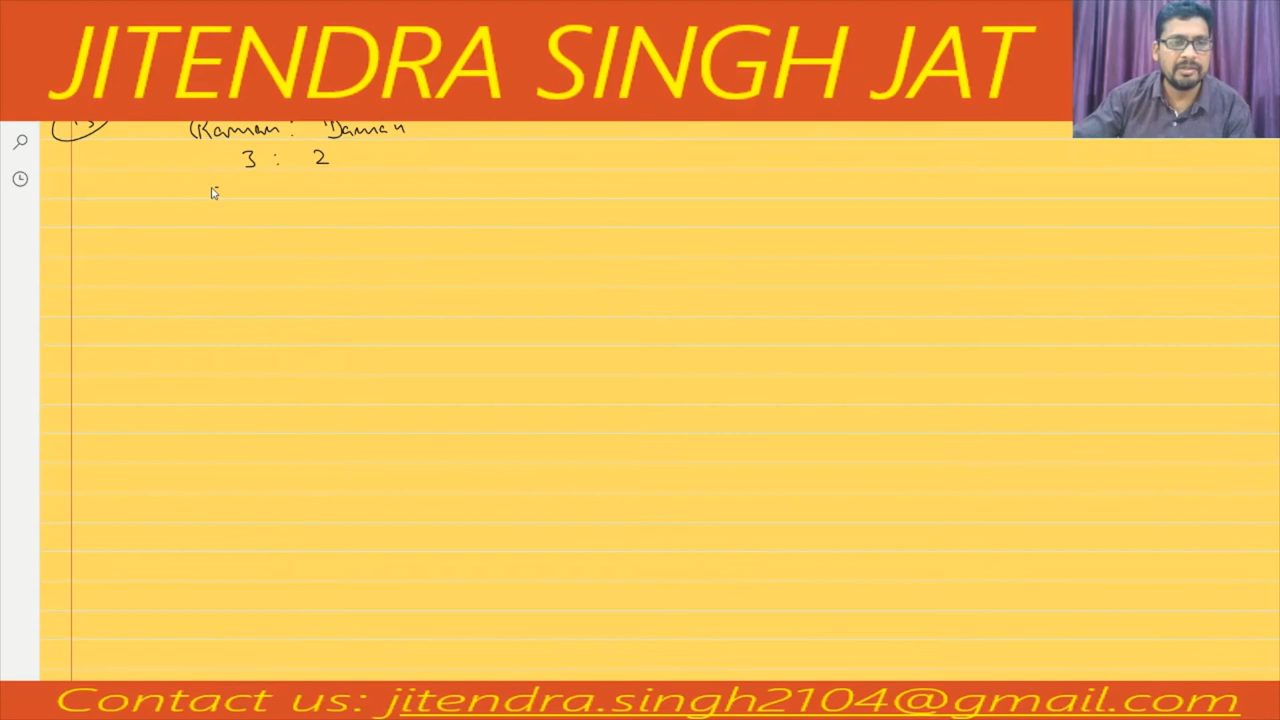 JITENDRA SINGH JAT
Raman : Daman
3 : 2
Contact us: jitendra.singh2104@gmail.com